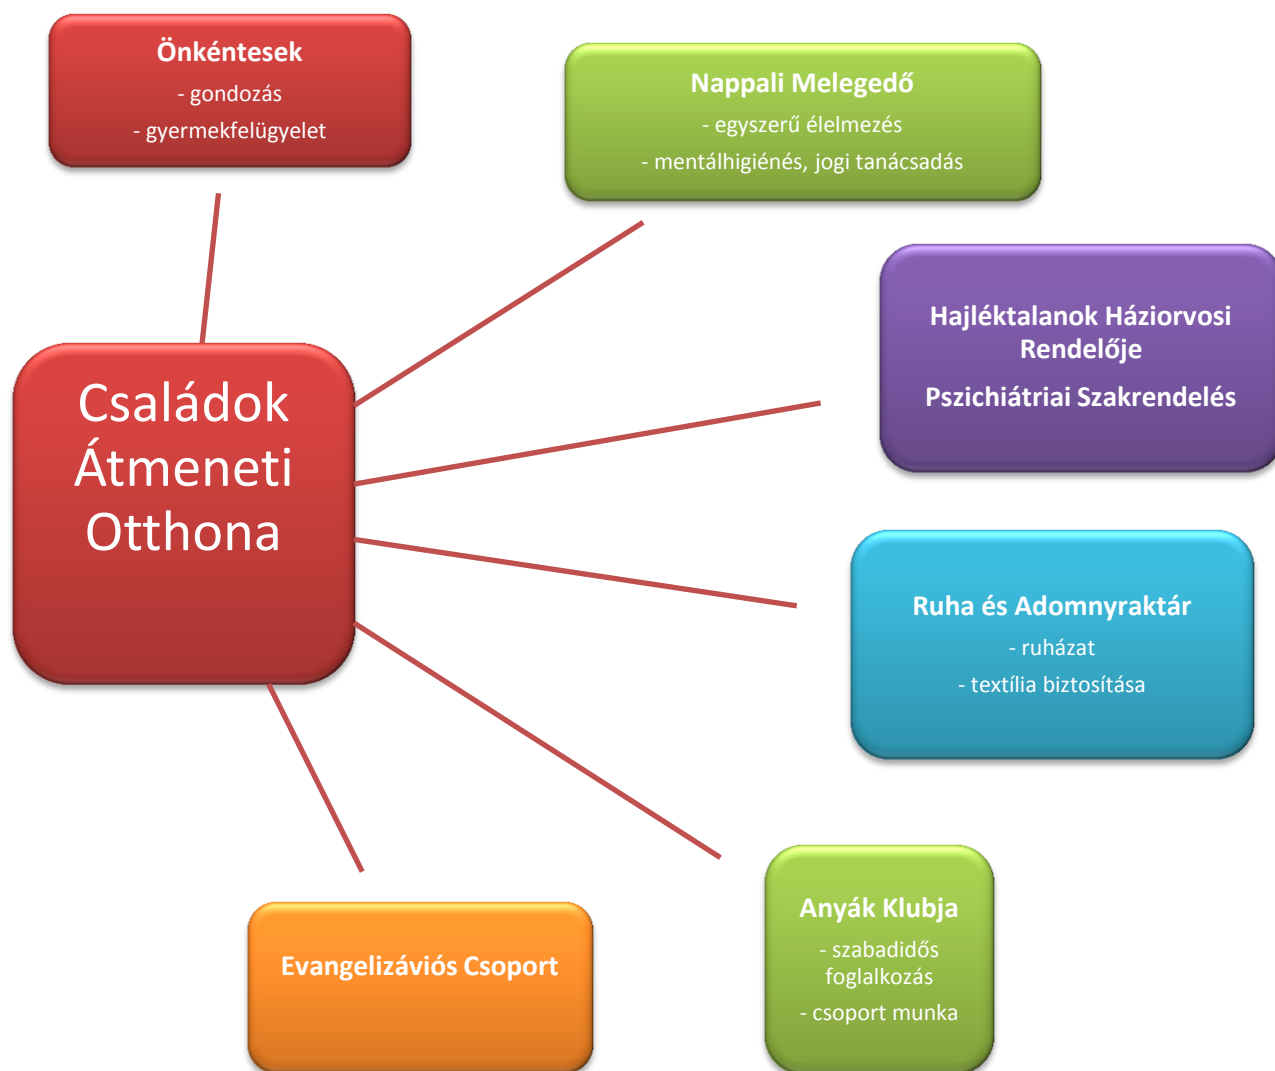 Önkéntesek
- gondozás
- gyermekfelügyelet
Nappali Melegedő
- egyszerű élelmezés
- mentálhigiénés, jogi tanácsadás
Hajléktalanok Háziorvosi
Rendelője
Pszichiátriai Szakrendelés
Családok
Átmeneti
Otthona
Ruha és Adomnyraktár
- ruházat
- textília biztosítása
Anyák Klubja
- szabadidős
foglalkozás
- csoport munka
Evangelizáviós Csoport